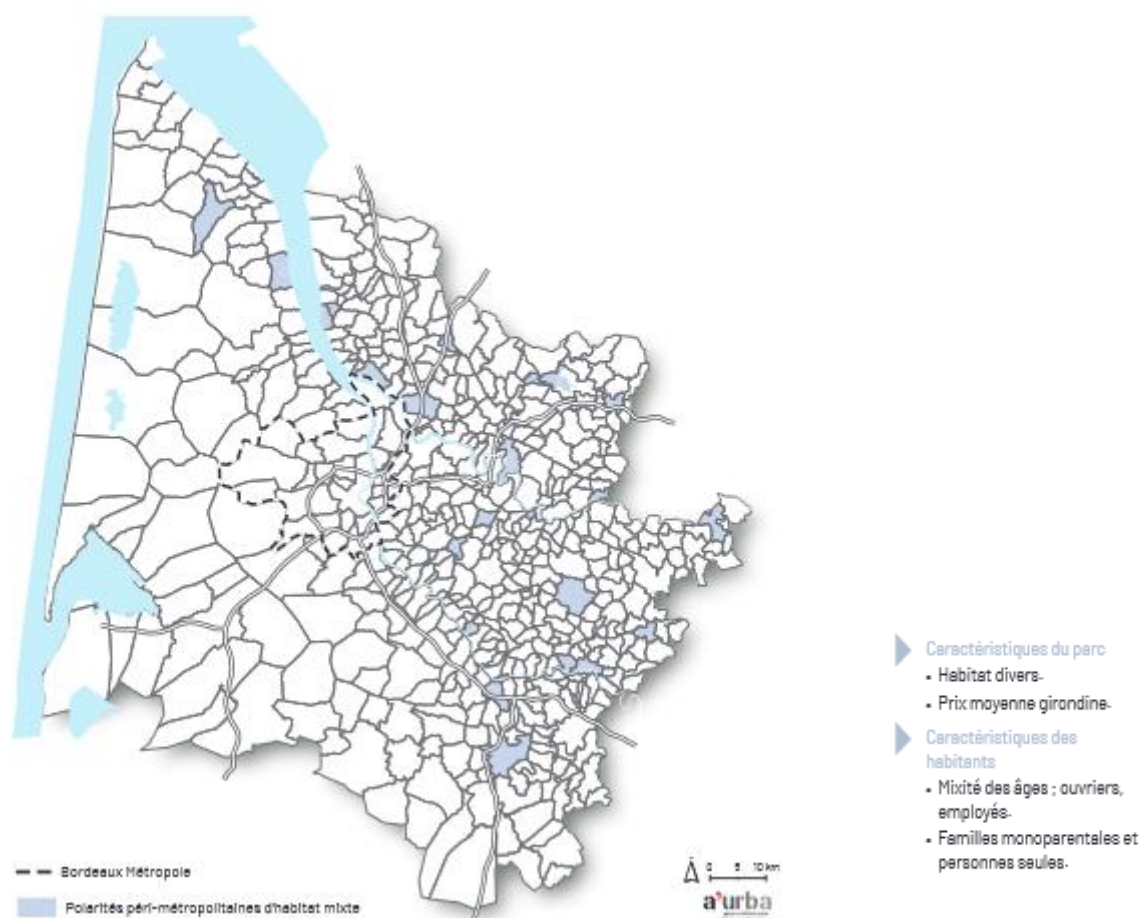 Caractéristiques du parc
• Habitat divers.
• Prix moyenne girondine.
Caractéristiques des
habitants
• Mixité des âges ; ouvriers,
employés.
• Familles monoparentales et
personnes seules.
Bordeaux Métropole
Polarités péri-métropolitaines d'habitat mixte
0 5 10 km
a'urba